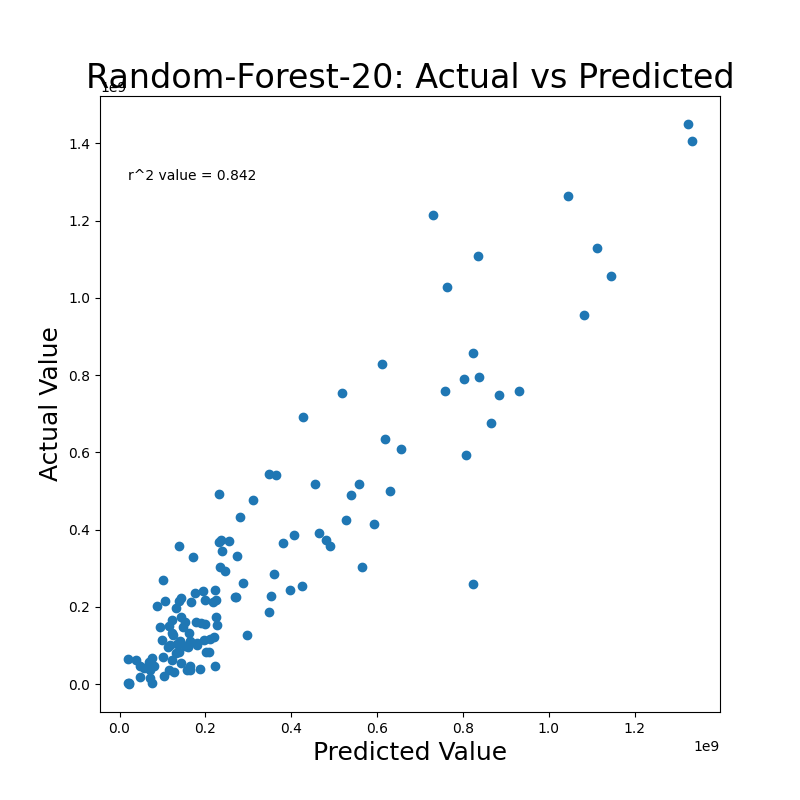 Random-Forest-20: Actual vs Predicted
1e9
1.4
r^2 value = 0.842
1.2
1.0
0.8
0.6
0.4
0.2
0.0
Actual Value
0.0 0.2 0.4 0.6 0.8 1.0 1.2
1e9
Predicted Value